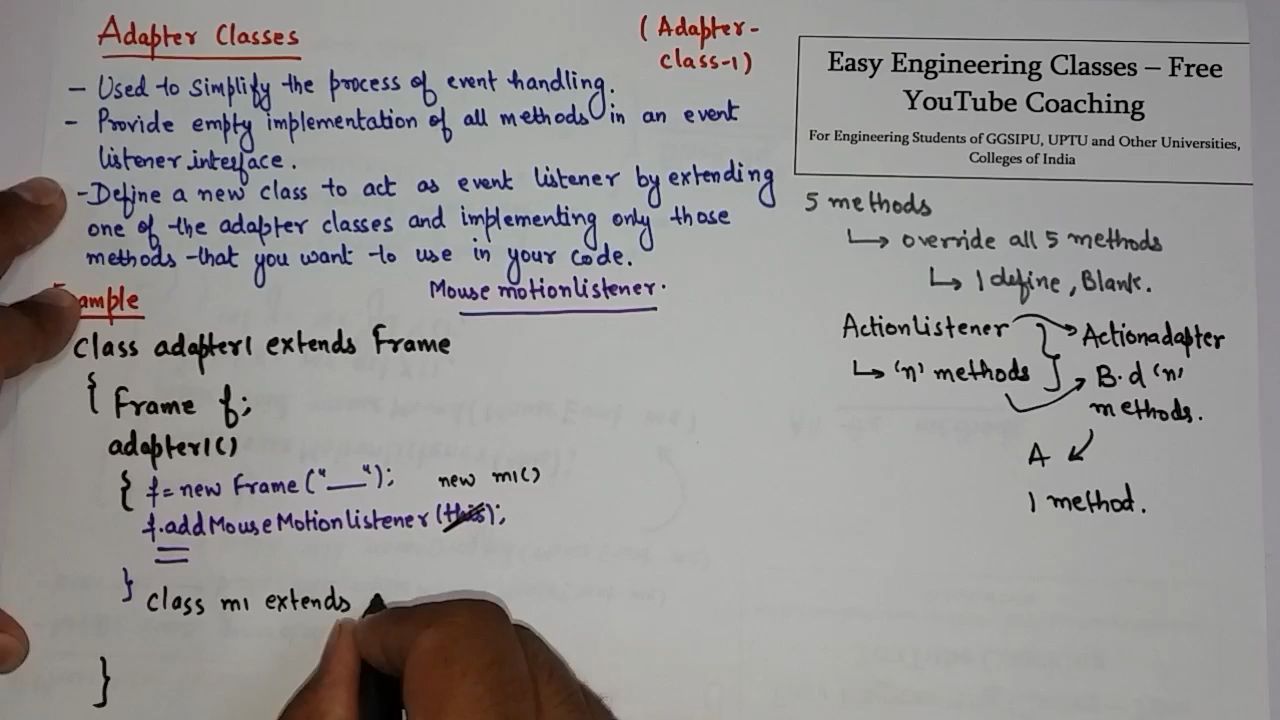 Adapter Classes
(Adapter-
class-1)
- Used to simplify the process of event handling.
- Provide empty implementation of all methods in an event
listener interface.
- Define a new class to act as event listener by extending
one of the adapter classes and implementing only those
methods that you want to use in your code.
Mouse motionlistener.
ample
Class adapter1 extends Frame
{ Frame f;
adapter1()
{ f = new Frame ("__"); new m1()
f.addMouseMotionlistener (this);
}
class m1 extends
}
Easy Engineering Classes – Free
YouTube Coaching
For Engineering Students of GGSIPU, UPTU and Other Universities,
Colleges of India
5 methods
↳ override all 5 methods
↳ 1 define, Blank.
Actionlistener → Actionadapter
↳ 'n' methods B.d 'n'
methods.
A
1 method.